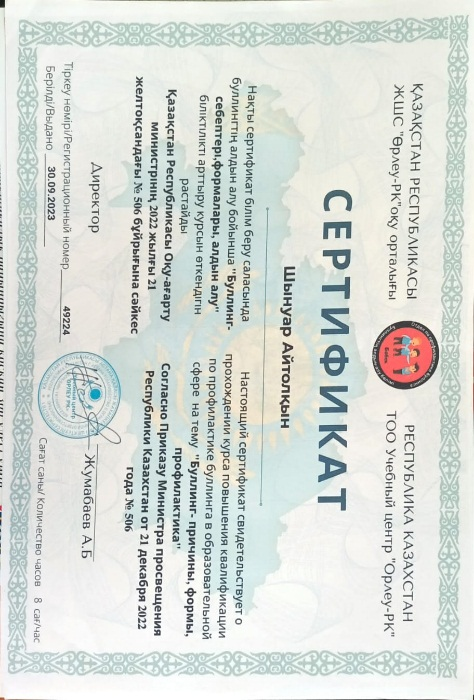 ҚАЗАҚСТАН РЕСПУБЛИКАСЫ
ЖШС "Өрлеу-РК"оқу орталығы
РЕСПУБЛИКА КАЗАХСТАН
ТОО Учебный центр "Орлеу-РК"
СЕРТИФИКАТ
Шынуар Айтолқын
Нақты сертификат білім беру саласында
буллингтің алдын алу бойынша "Буллинг-
себептері,формалары, алдын алу"
біліктілікті арттыру курсын өткендігін
растайды
Қазақстан Республикасы Оқу-ағарту
министрінің 2022 жылғы 21
желтоқсандағы № 506 бұйрығына сәйкес
Настоящий сертификат свидетельствует о
прохождении курса повышения квалификации
по профилактике буллинга в образовательной
сфере на тему "Буллинг- причины, формы,
профилактика"
Согласно Приказу Министра просвещения
Республики Казахстан от 21 декабря 2022
года № 506
Директор
Жумабаев А.Б
Тіркеу нөмірі/Регистрационный номер 49224
Берілді/Выдано 30.09.2023
Сағат саны/ Количество часов 8 сағ/час